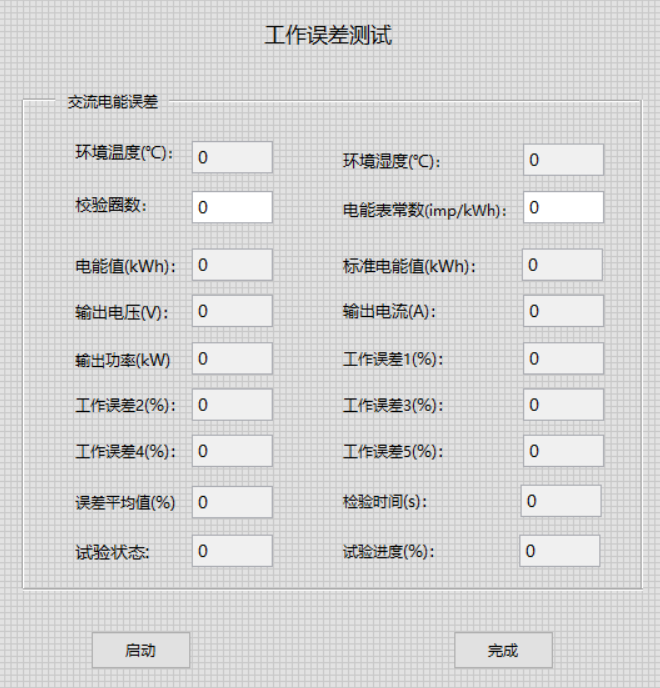 工作误差测试
交流电能误差
环境温度(℃): 0 环境湿度(℃): 0
校验圈数: 0 电能表常数(imp/kWh): 0
电能值(kWh): 0 标准电能值(kWh): 0
输出电压(V): 0 输出电流(A): 0
输出功率(kW) 0 工作误差1(%): 0
工作误差2(%): 0 工作误差3(%): 0
工作误差4(%): 0 工作误差5(%): 0
误差平均值(%) 0 检验时间(s): 0
试验状态: 0 试验进度(%): 0
启动 完成